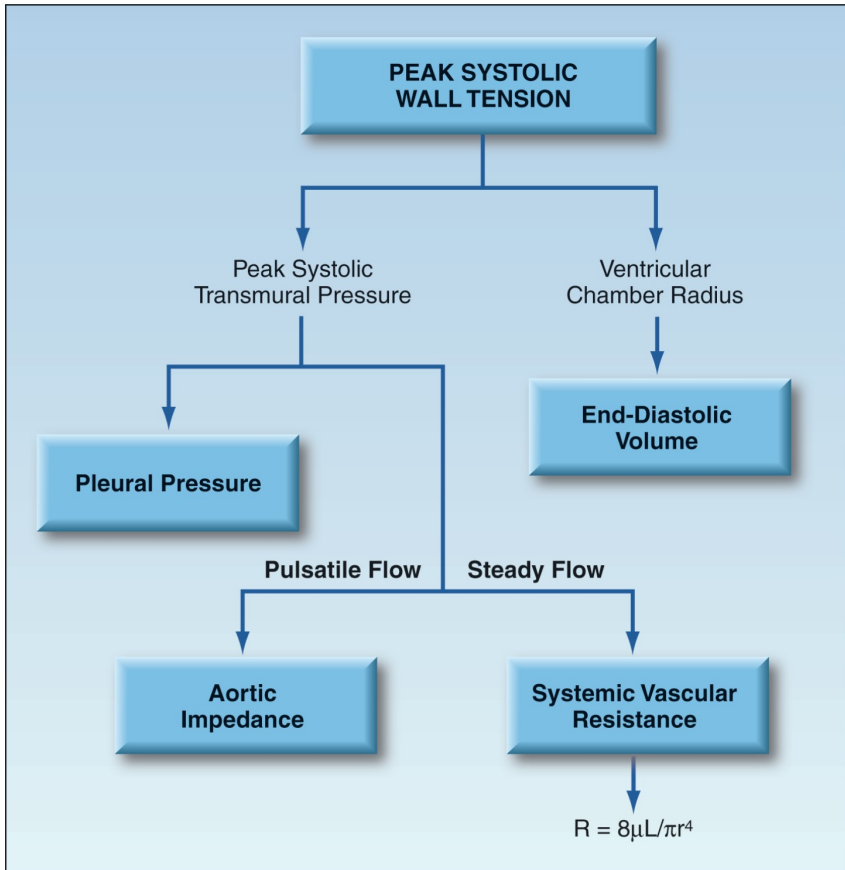 PEAK SYSTOLIC
WALL TENSION
Peak Systolic
Transmural Pressure
Ventricular
Chamber Radius
End-Diastolic
Volume
Pleural Pressure
Pulsatile Flow
Steady Flow
Aortic
Impedance
Systemic Vascular
Resistance
R = 8μL/πr⁴